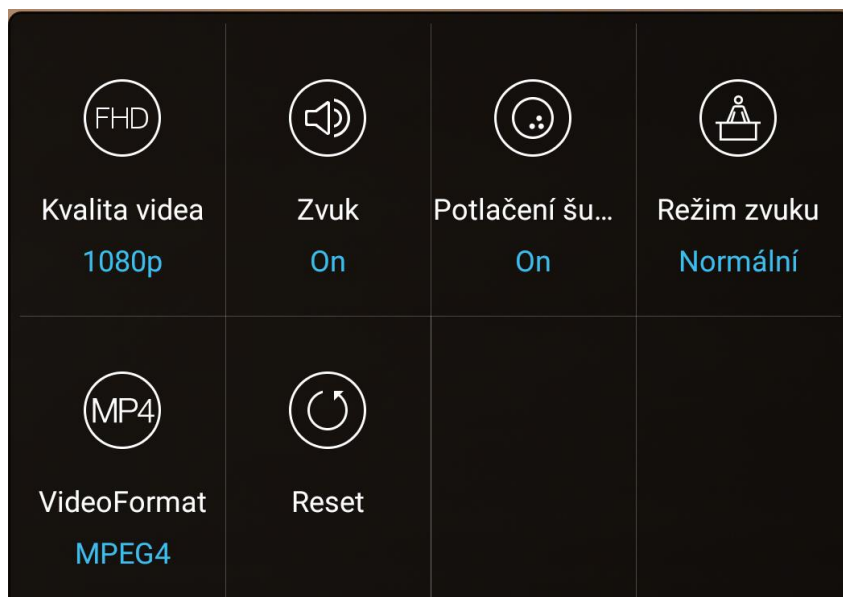 FHD
Kvalita videa
1080p
Zvuk
On
Potlačení šu...
On
Režim zvuku
Normální
MP4
VideoFormat
MPEG4
Reset